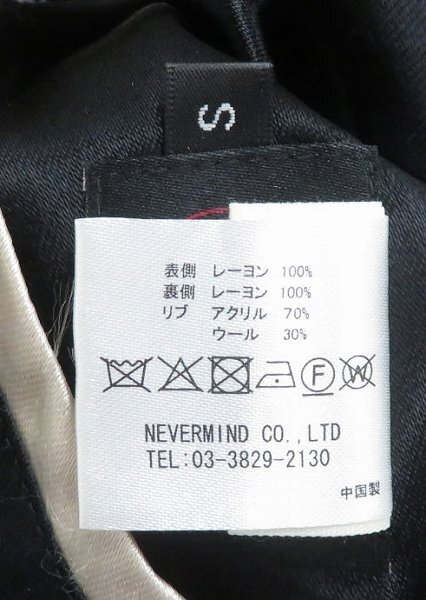 S
表側 レーヨン 100%
裏側 レーヨン 100%
リブ アクリル 70%
ウール 30%
F W
NEVERMIND CO.,LTD
TEL:03-3829-2130
中国製